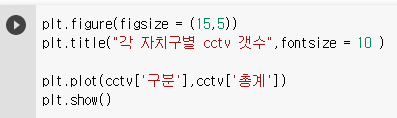 plt.figure(figsize = (15,5))
plt.title("각 자치구별 cctv 갯수",fontsize = 10 )
plt.plot(cctv['구분'],cctv['총계'])
plt.show()